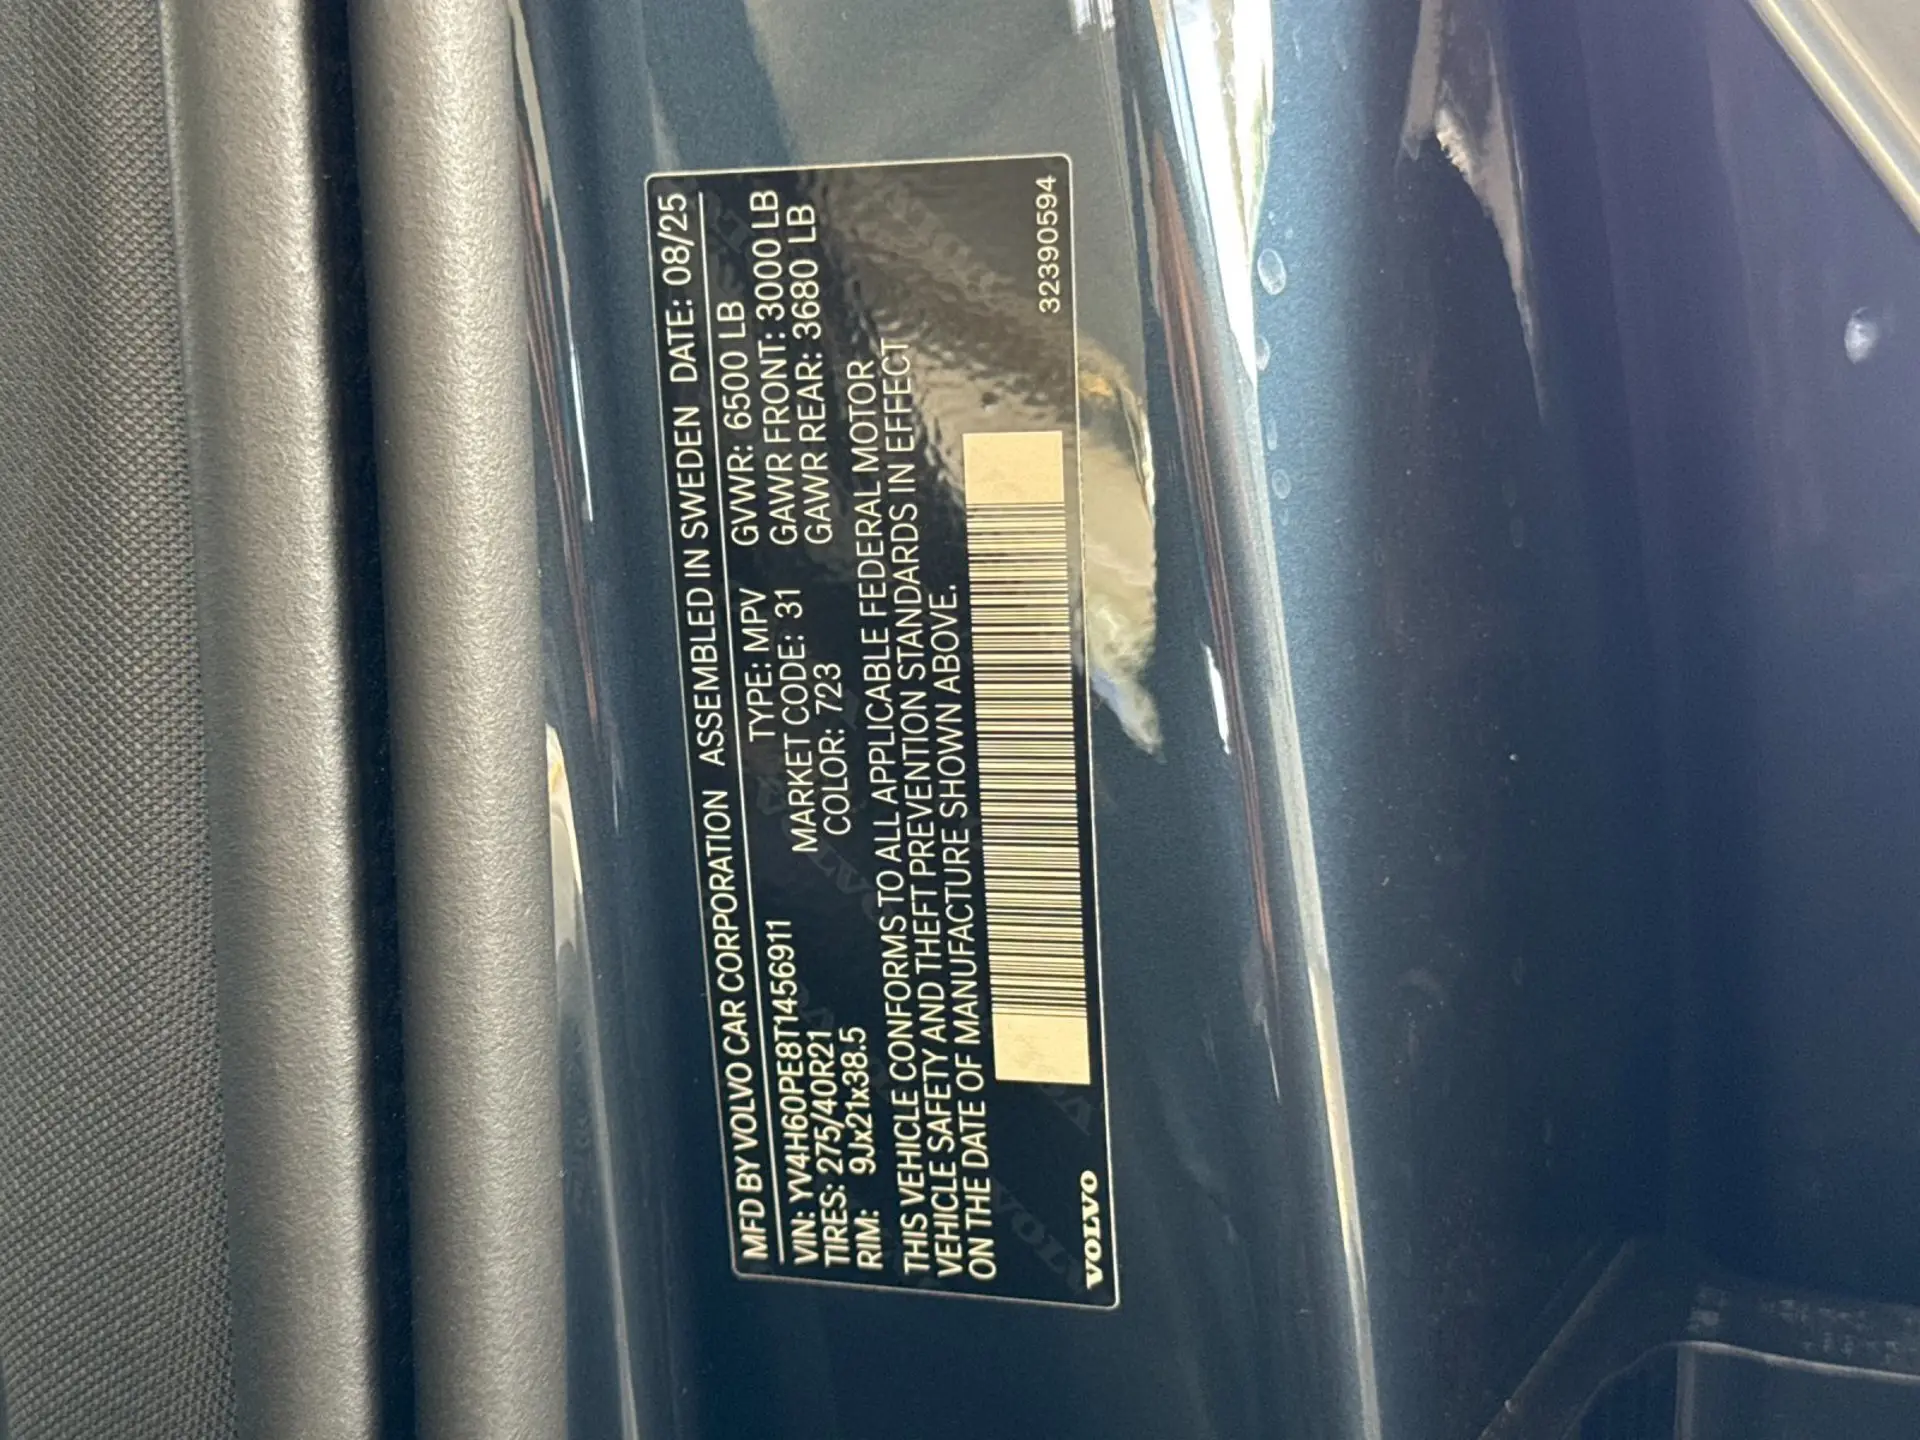 MFD BY VOLVO CAR CORPORATION ASSEMBLED IN SWEDEN DATE: 08/25
VIN: YV4H60PE8T1456911 TYPE: MPV GVWR: 6500 LB
TIRES: 275/40R21 MARKET CODE: 31 GAWR FRONT: 3000 LB
RIM: 9Jx21x38.5 COLOR: 723 GAWR REAR: 3680 LB
THIS VEHICLE CONFORMS TO ALL APPLICABLE FEDERAL MOTOR
VEHICLE SAFETY AND THEFT PREVENTION STANDARDS IN EFFECT
ON THE DATE OF MANUFACTURE SHOWN ABOVE.
VOLVO 32390594